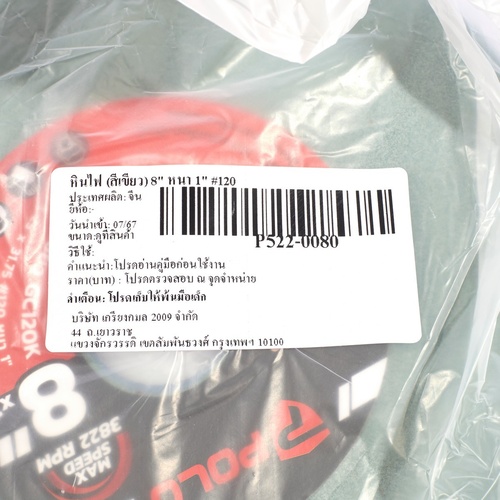 หินไฟ (สีเขียว) 8" หนา 1" #120
ประเทศผลิต: จีน
ยี่ห้อ:-
วันนำเข้า: 07/67
ขนาด:ดูที่สินค้า
วิธีใช้:
P522-0080
คำแนะนำ:โปรดอ่านคู่มือก่อนใช้งาน
ราคา(บาท) : โปรดตรวจสอบ ณ จุดจำหน่าย
คำเตือน: โปรดเก็บให้พ้นมือเด็ก
บริษัท เกรียงกมล 2009 จำกัด
44 ถ.เยาวราช
แขวงจักรวรรดิ เขตสัมพันธวงศ์ กรุงเทพฯ 10100
GC120K
8"
MAX
SPEED
3822 RPM
POLO